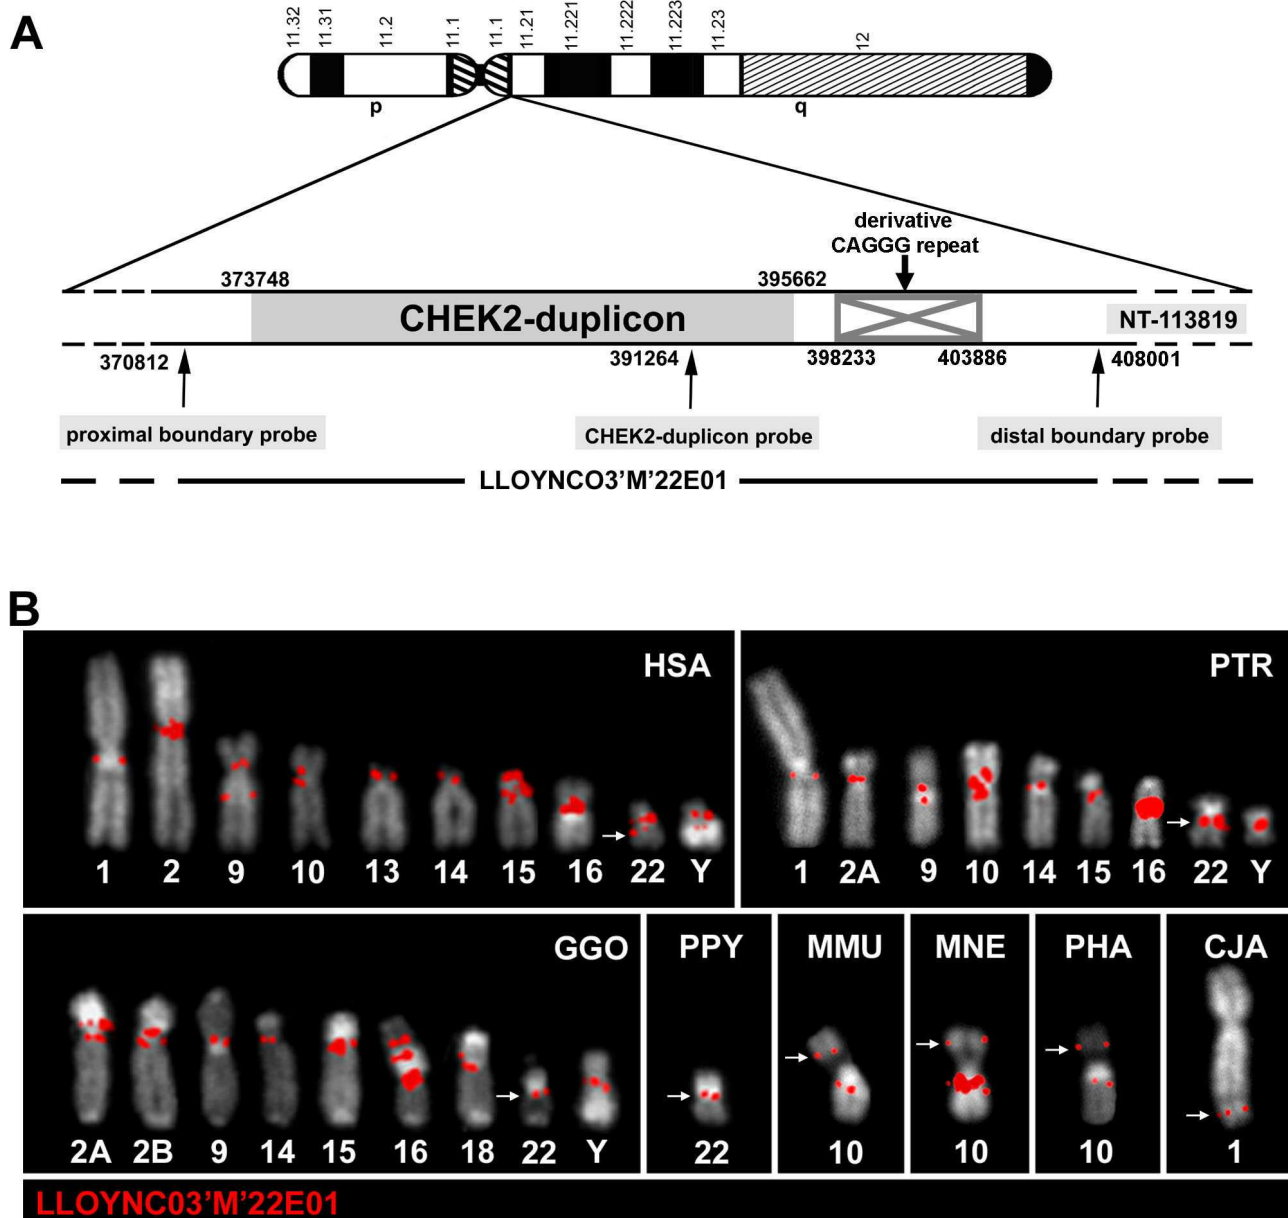 A
11.32 11.31 11.2 11.1 11.1 11.21 11.221 11.222 11.223 11.23 12
p q
derivative
CAGGG repeat
373748 395662
CHEK2-duplicon
NT-113819
370812 391264 398233 403886 408001
proximal boundary probe CHEK2-duplicon probe distal boundary probe
LLOYNCO3’M’22E01
B
HSA
1 2 9 10 13 14 15 16 22 Y
PTR
1 2A 9 10 14 15 16 22 Y
GGO
2A 2B 9 14 15 16 18 22 Y
PPY
22
MMU
10
MNE
10
PHA
10
CJA
1
LLOYNC03’M’22E01